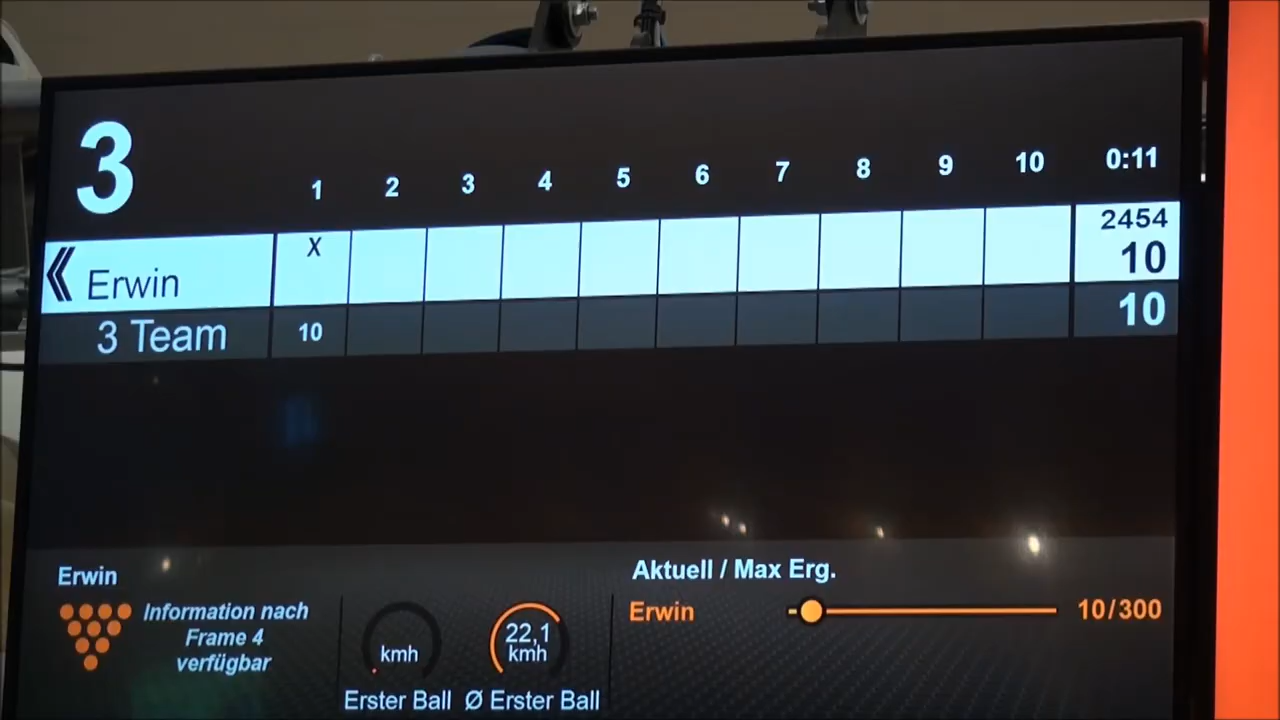 3
1 2 3 4 5 6 7 8 9 10 0:11
Erwin X 2454
10
3 Team 10 10
Erwin
Information nach
Frame 4
verfügbar
kmh
Erster Ball
22,1
kmh
Ø Erster Ball
Aktuell / Max Erg.
Erwin 10/300